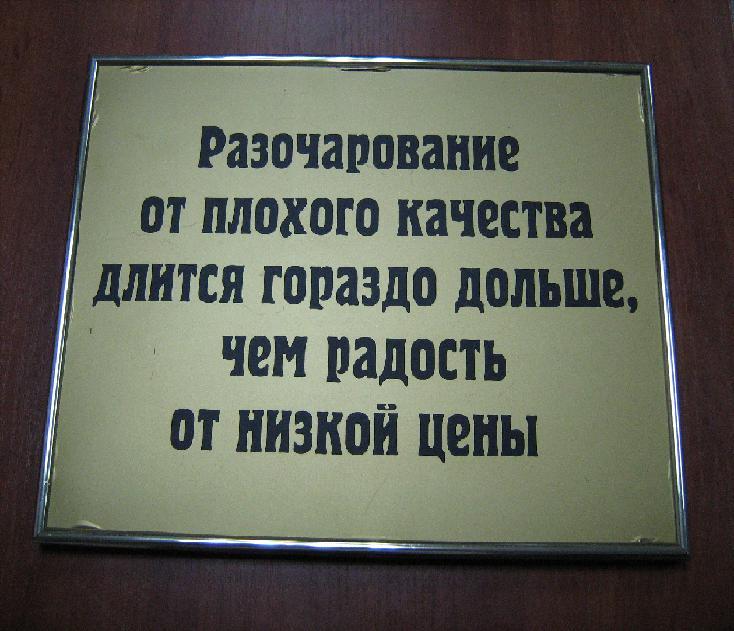 Разочарование
от плохого качества
длится гораздо дольше,
чем радость
от низкой цены